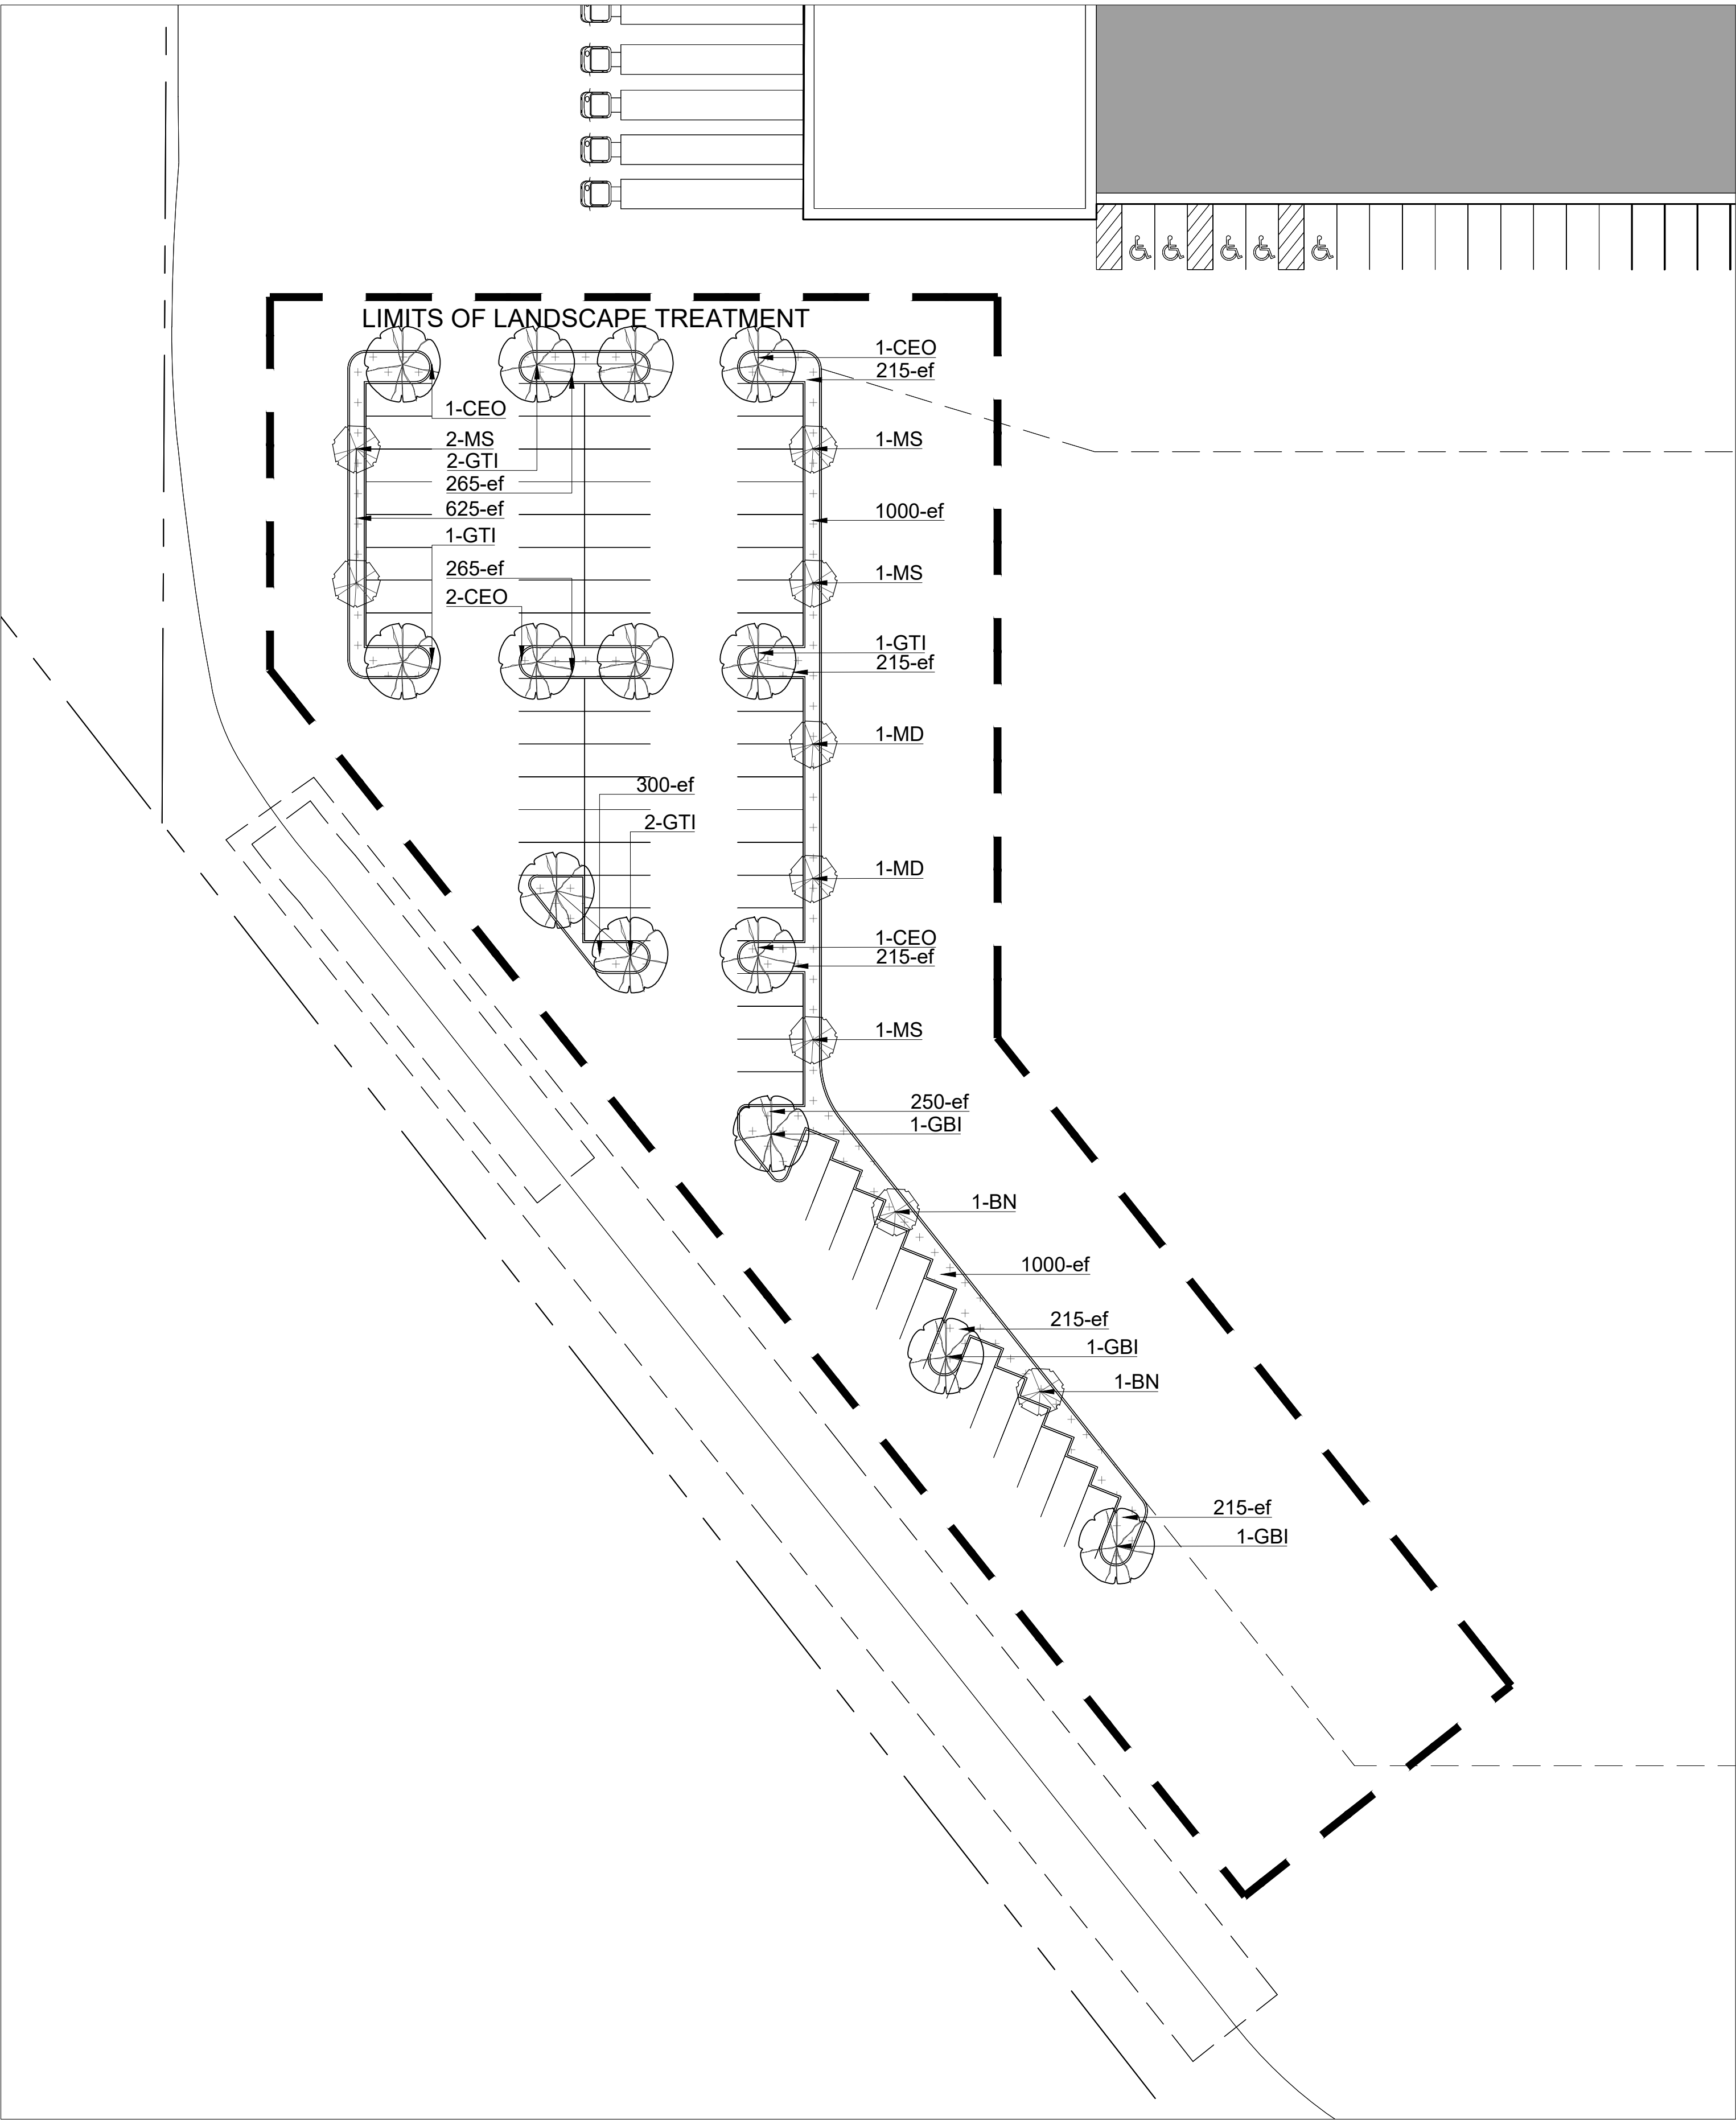 LIMITS OF LANDSCAPE TREATMENT
1-CEO
215-ef
1-CEO
2-MS
2-GTI
265-ef
625-ef
1-GTI
265-ef
2-CEO
1-MS
1000-ef
1-MS
1-GTI
215-ef
1-MD
300-ef
2-GTI
1-MD
1-CEO
215-ef
1-MS
250-ef
1-GBI
1-BN
1000-ef
215-ef
1-GBI
1-BN
215-ef
1-GBI